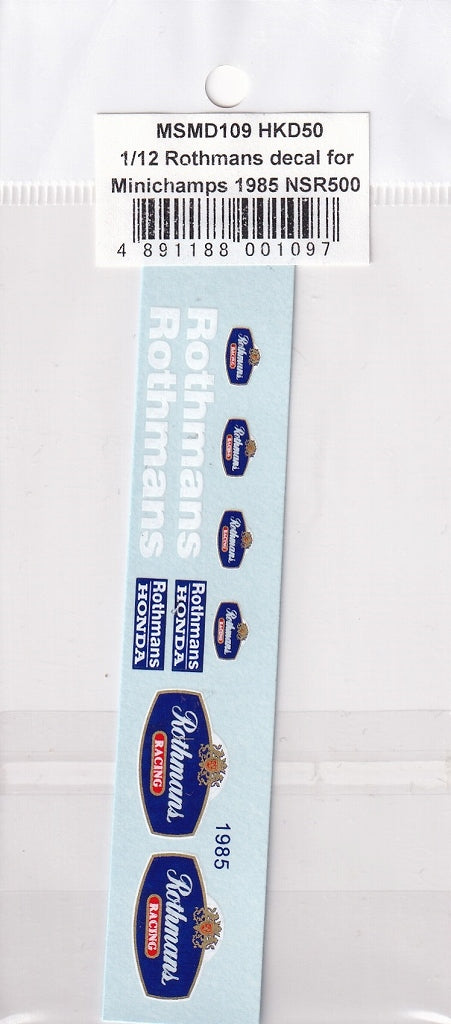 MSMD109 HKD50
1/12 Rothmans decal for
Minichamps 1985 NSR500
4 891188 001097
Rothmans
Rothmans
Rothmans
RACING
Rothmans
RACING
Rothmans
RACING
Rothmans
RACING
Rothmans
HONDA
Rothmans
HONDA
Rothmans
RACING
1985
Rothmans
RACING